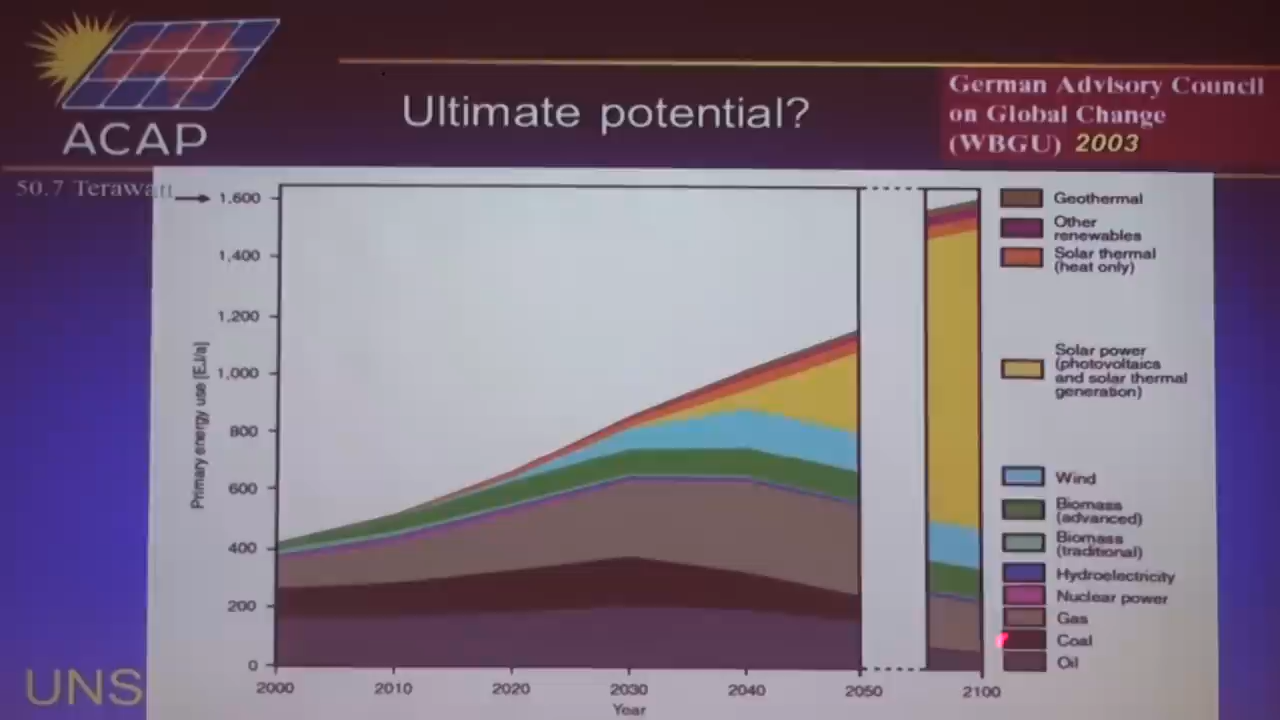 ACAP
Ultimate potential?
German Advisory Council
on Global Change
(WBGU) 2003
50.7 Terawatt
1,600
1,400
1,200
1,000
800
600
400
200
0
Primary energy use [EJ/a]
2000
2010
2020
2030
2040
2050
2100
Year
Geothermal
Other
renewables
Solar thermal
(heat only)
Solar power
(photovoltaics
and solar thermal
generation)
Wind
Biomass
(advanced)
Biomass
(traditional)
Hydroelectricity
Nuclear power
Gas
Coal
Oil
UNS